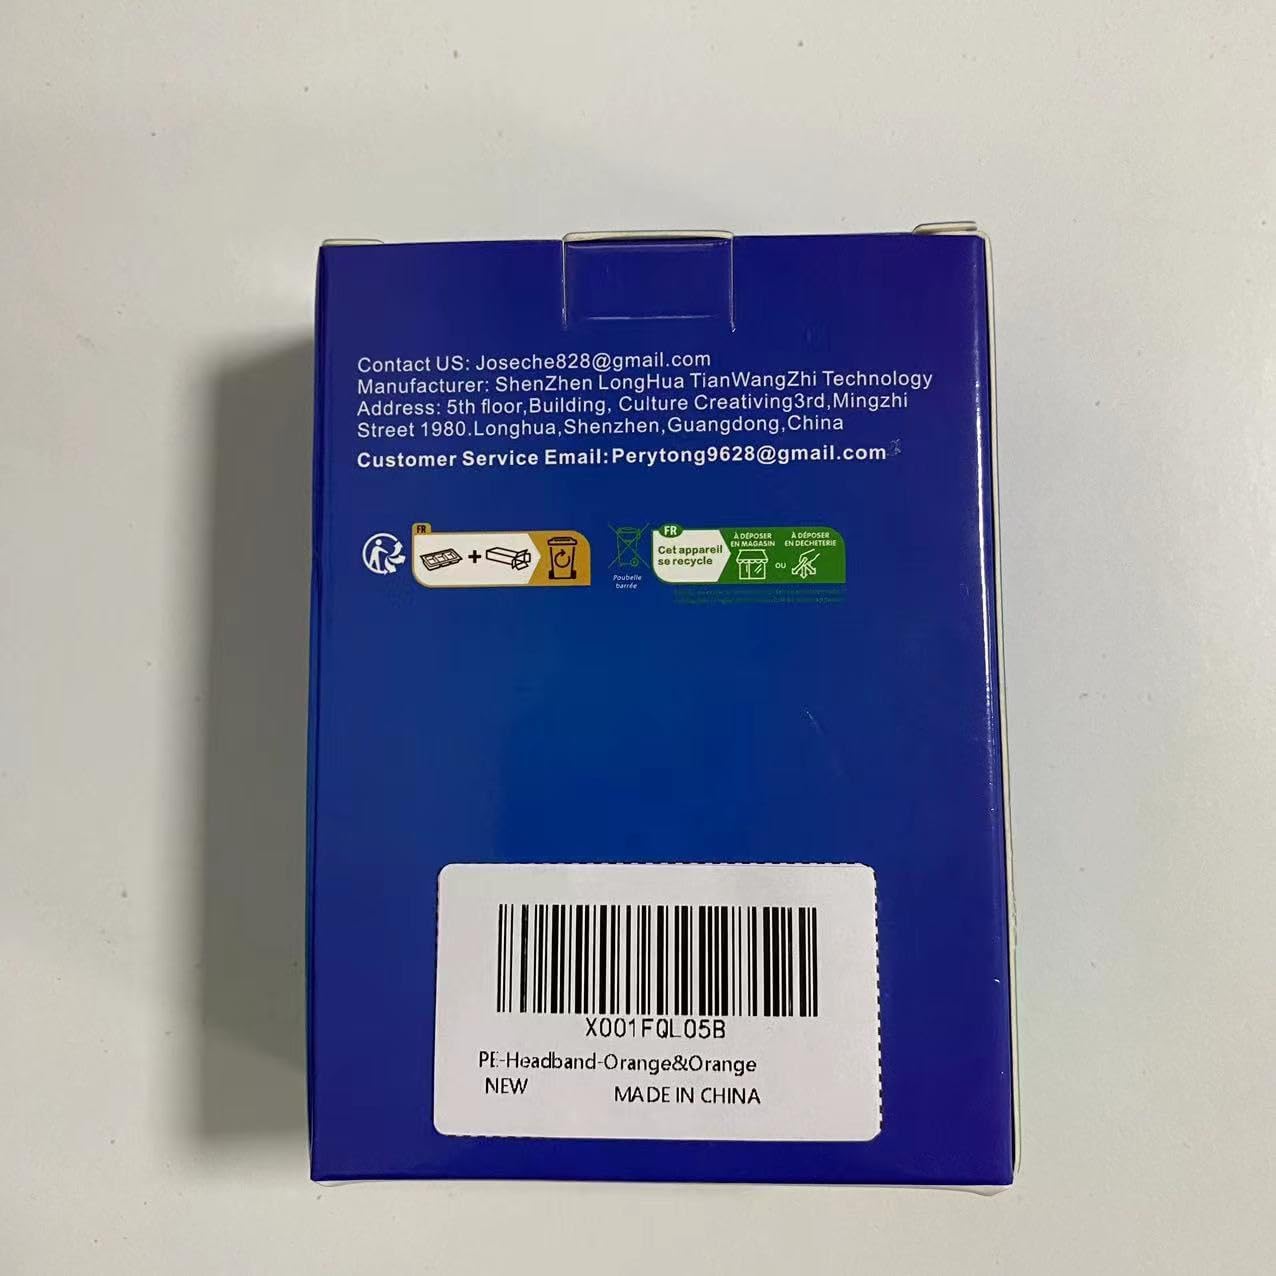 Contact US: Joseche828@gmail.com
Manufacturer: ShenZhen LongHua TianWangZhi Technology
Address: 5th floor,Building, Culture Creativing3rd,Mingzhi
Street 1980.Longhua,Shenzhen,Guangdong,China
Customer Service Email:Perytong9628@gmail.com
FR
+
Poubelle
barrée
FR
Cet appareil
se recycle
À DÉPOSER
EN MAGASIN
OU
À DÉPOSER
EN DÉCHÈTERIE
X001FQL05B
PE-Headband-Orange&Orange
NEW
MADE IN CHINA